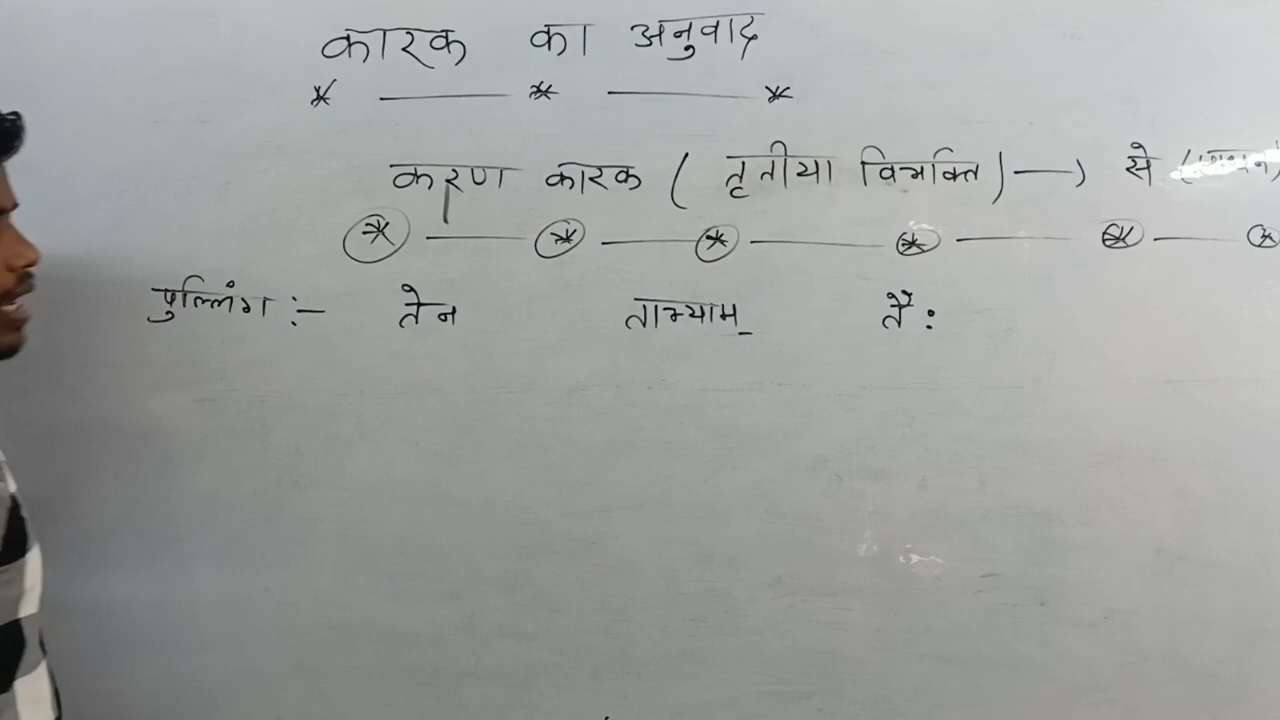 कारक का अनुवाद
करण कारक ( तृतीया विभक्ति ) → से
पुल्लिंग :- तेन ताभ्याम् तैः